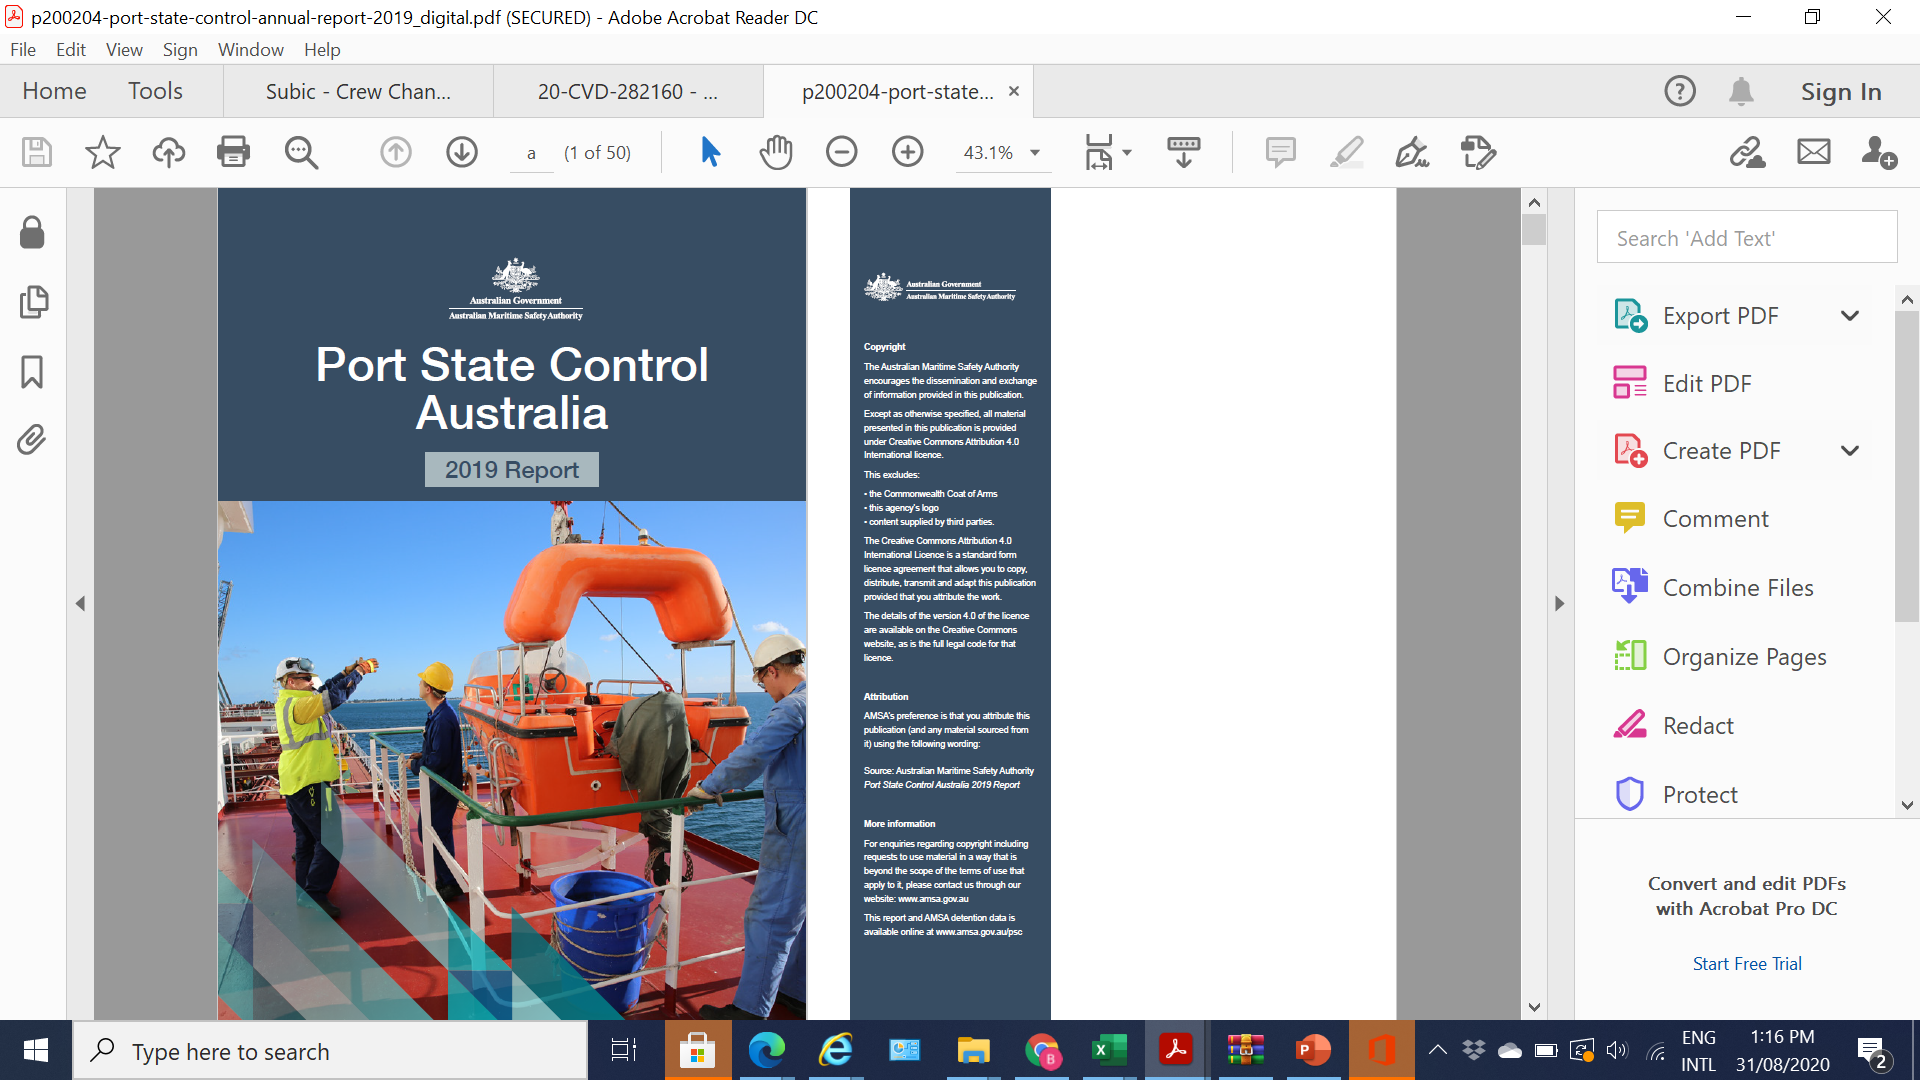 p200204-port-state-control-annual-report-2019_digital.pdf (SECURED) - Adobe Acrobat Reader DC
File Edit View Sign Window Help
Home Tools Subic - Crew Chan... 20-CVD-282160 - ... p200204-port-state... ×
Sign In
a (1 of 50) 43.1%
Australian Government
Australian Maritime Safety Authority
Port State Control
Australia
2019 Report
Australian Government
Australian Maritime Safety Authority
Copyright
The Australian Maritime Safety Authority
encourages the dissemination and exchange
of information provided in this publication.
Except as otherwise specified, all material
presented in this publication is provided
under Creative Commons Attribution 4.0
International licence.
This excludes:
• the Commonwealth Coat of Arms
• this agency's logo
• content supplied by third parties.
The Creative Commons Attribution 4.0
International Licence is a standard form
licence agreement that allows you to copy,
distribute, transmit and adapt this publication
provided that you attribute the work.
The details of the version 4.0 of the licence
are available on the Creative Commons
website, as is the full legal code for that
licence.
Attribution
AMSA's preference is that you attribute this
publication (and any material sourced from
it) using the following wording:
Source: Australian Maritime Safety Authority
Port State Control Australia 2019 Report
More information
For enquiries regarding copyright including
requests to use material in a way that is
beyond the scope of the terms of use that
apply to it, please contact us through our
website: www.amsa.gov.au
This report and AMSA detention data is
available online at www.amsa.gov.au/psc
Search 'Add Text'
Export PDF
Edit PDF
Create PDF
Comment
Combine Files
Organize Pages
Redact
Protect
Convert and edit PDFs
with Acrobat Pro DC
Start Free Trial
Type here to search
B
ENG
INTL
1:16 PM
31/08/2020
2